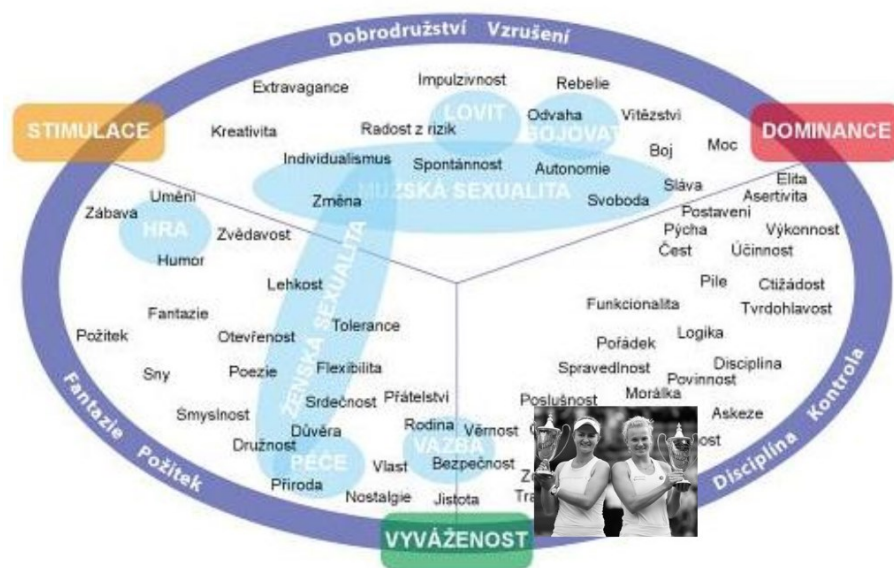 Dobrodružství Vzrušení
Impulzivnost
Rebelie
Extravagance
LOVIT
Odvaha
Vítězství
STIMULACE
Kreativita
Radost z rizik
BOJOVAT
Boj
Moc
DOMINANCE
Individualismus
Spontánnost
Autonomie
MUŽSKÁ SEXUALITA
Elita
Sláva
Asertivita
Umění
Změna
Svoboda
Postavení
Zábava
HRA
Zvědavost
Pýcha
Výkonnost
Čest
Účinnost
Humor
Lehkost
Píle
Ctižádost
Fantazie
ŽENSKÁ SEXUALITA
Funkcionalita
Tvrdohlavost
Požitek
Otevřenost
Tolerance
Pořádek
Logika
Sny
Poezie
Flexibilita
Spravedlnost
Disciplína
Povinnost
Srdečnost
Přátelství
Poslušnost
Morálka
Smyslnost
Důvěra
Rodina
Věrnost
Askeze
Družnost
VAZBA
PÉČE
Vlast
Bezpečnost
Příroda
Nostalgie
Jistota
Fantazie Požitek
Disciplína Kontrola
VYVÁŽENOST